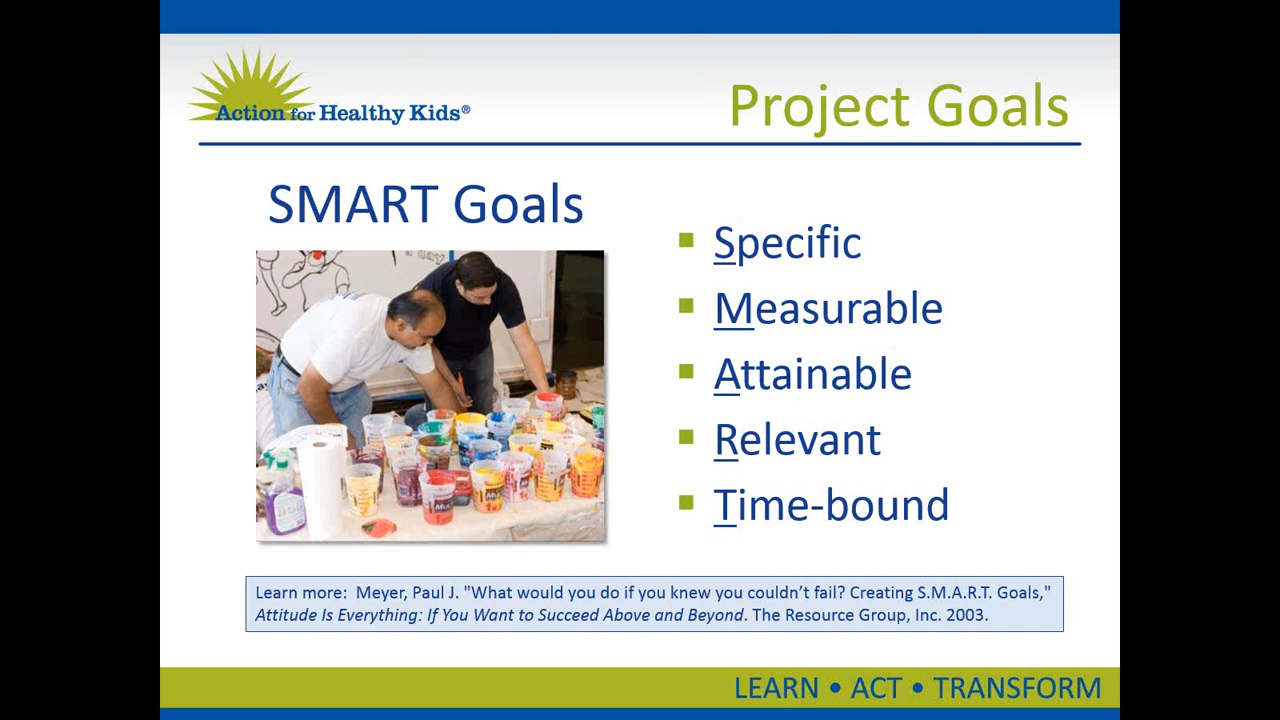 Action for Healthy Kids®
Project Goals
SMART Goals
Specific
Measurable
Attainable
Relevant
Time-bound
Learn more:  Meyer, Paul J. "What would you do if you knew you couldn’t fail? Creating S.M.A.R.T. Goals,"
Attitude Is Everything: If You Want to Succeed Above and Beyond. The Resource Group, Inc. 2003.
LEARN • ACT • TRANSFORM